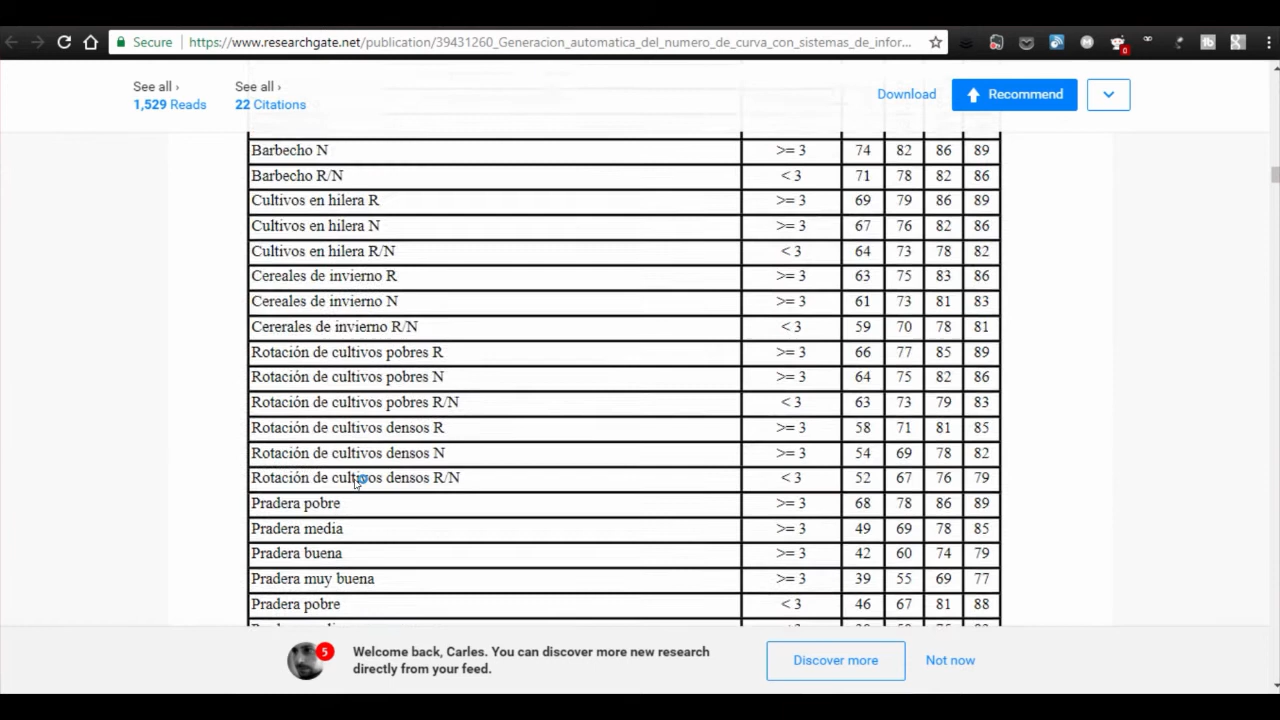 Secure https://www.researchgate.net/publication/39431260_Generacion_automatica_del_numero_de_curva_con_sistemas_de_infor...
0
See all › See all ›
1,529 Reads 22 Citations
Download Recommend
Barbecho N >= 3 74 82 86 89
Barbecho R/N < 3 71 78 82 86
Cultivos en hilera R >= 3 69 79 86 89
Cultivos en hilera N >= 3 67 76 82 86
Cultivos en hilera R/N < 3 64 73 78 82
Cereales de invierno R >= 3 63 75 83 86
Cereales de invierno N >= 3 61 73 81 83
Cererales de invierno R/N < 3 59 70 78 81
Rotación de cultivos pobres R >= 3 66 77 85 89
Rotación de cultivos pobres N >= 3 64 75 82 86
Rotación de cultivos pobres R/N < 3 63 73 79 83
Rotación de cultivos densos R >= 3 58 71 81 85
Rotación de cultivos densos N >= 3 54 69 78 82
Rotación de cultivos densos R/N < 3 52 67 76 79
Pradera pobre >= 3 68 78 86 89
Pradera media >= 3 49 69 78 85
Pradera buena >= 3 42 60 74 79
Pradera muy buena >= 3 39 55 69 77
Pradera pobre < 3 46 67 81 88
5
Welcome back, Carles. You can discover more new research
directly from your feed.
Discover more Not now